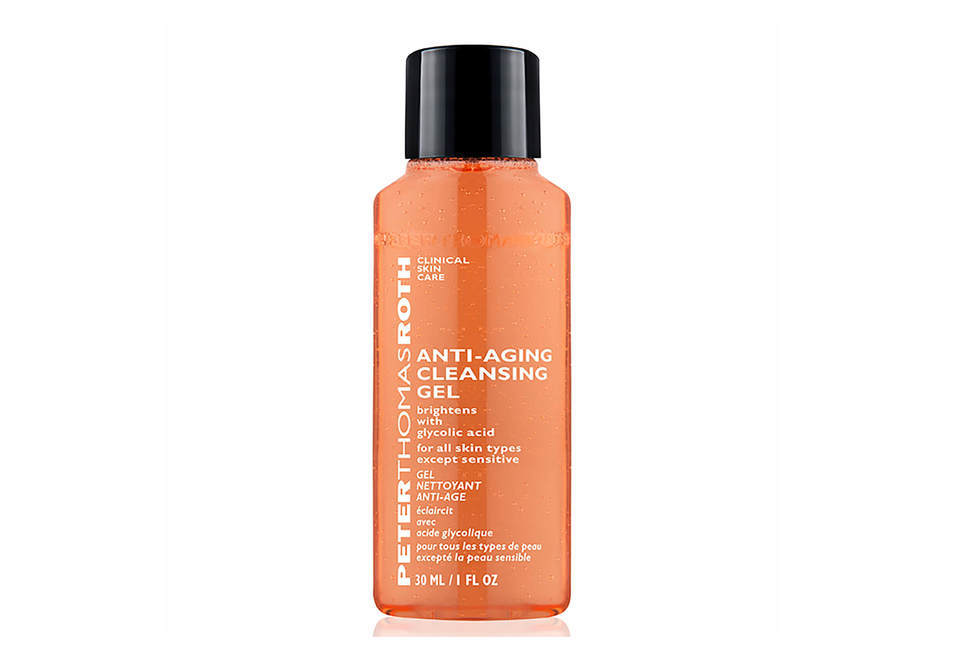 PETERTHOMASROTH
CLINICAL
SKIN
CARE
ANTI-AGING
CLEANSING
GEL
brightens
with
glycolic acid
for all skin types
except sensitive
GEL
NETTOYANT
ANTI-AGE
éclaircit
avec
acide glycolique
pour tous les types de peau
excepté la peau sensible
30 ML / 1 FL OZ